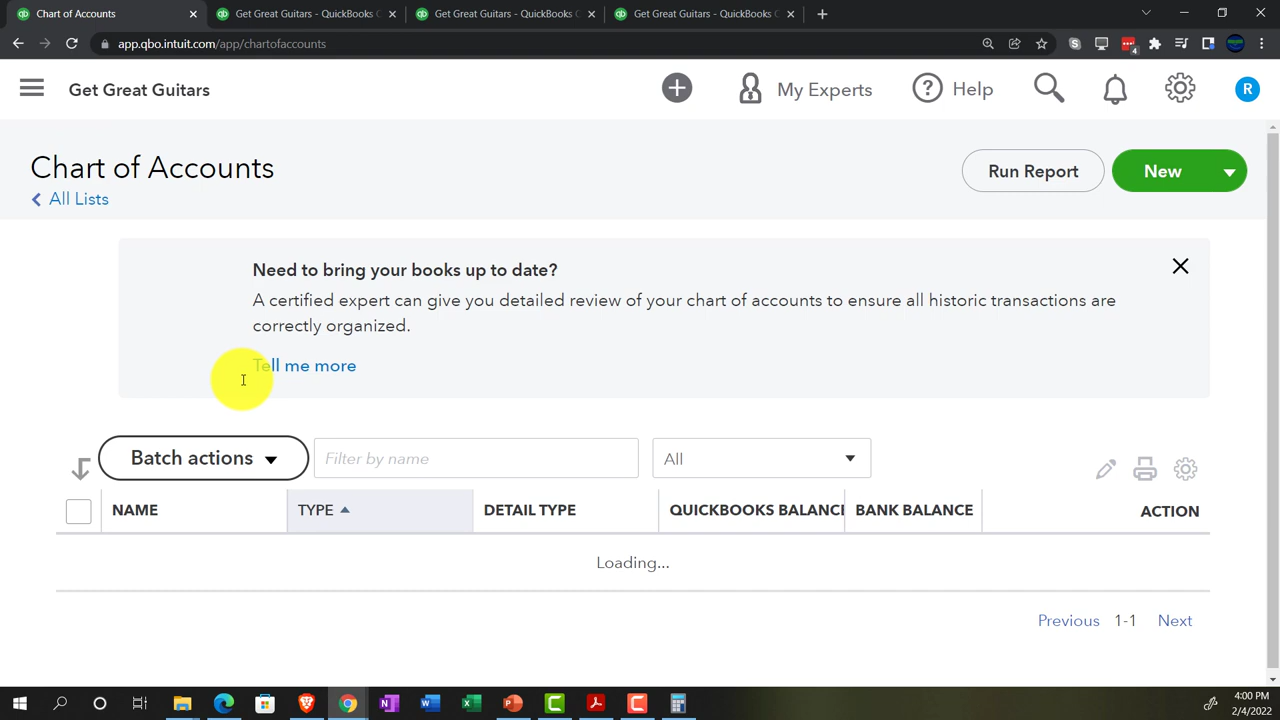 Chart of Accounts
Get Great Guitars - QuickBooks C
Get Great Guitars - QuickBooks C
Get Great Guitars - QuickBooks C
app.qbo.intuit.com/app/chartofaccounts
4
Get Great Guitars
My Experts
Help
R
Chart of Accounts
All Lists
Run Report
New
Need to bring your books up to date?
A certified expert can give you detailed review of your chart of accounts to ensure all historic transactions are
correctly organized.
Tell me more
Batch actions
Filter by name
All
NAME
TYPE
DETAIL TYPE
QUICKBOOKS BALANCE
BANK BALANCE
ACTION
Loading...
Previous
1-1
Next
4:00 PM
2/4/2022